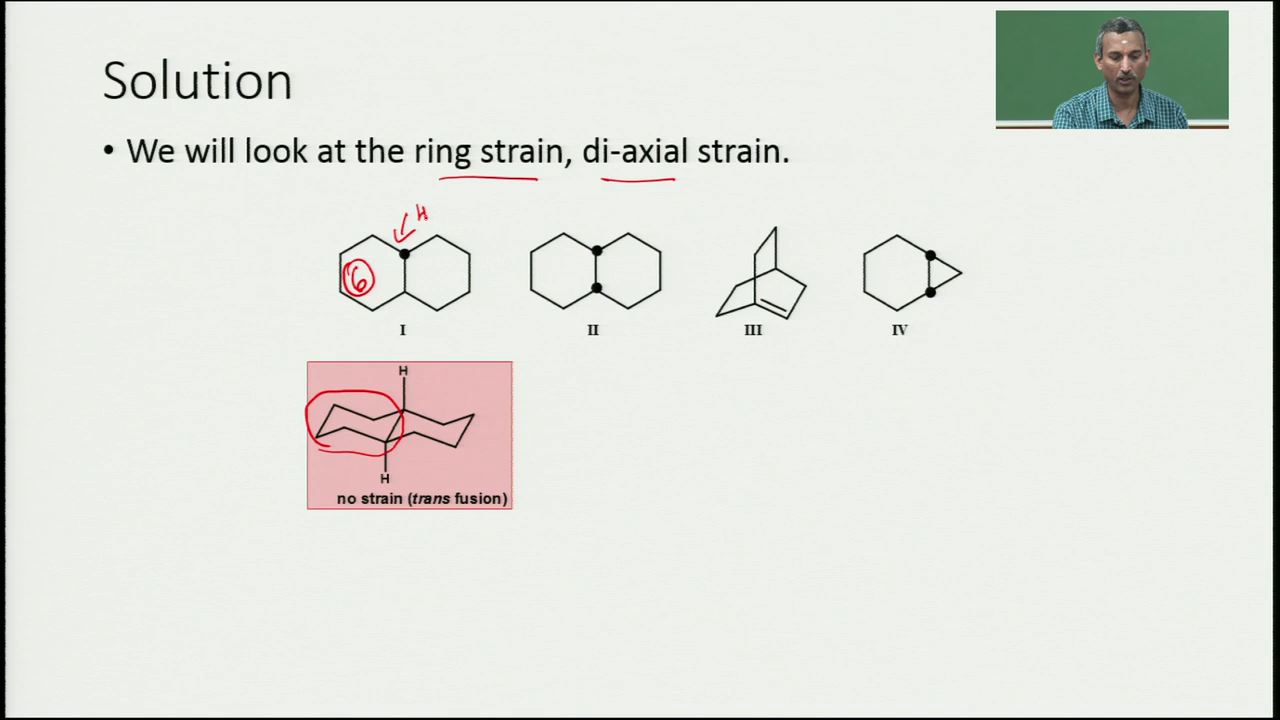 Solution
• We will look at the ring strain, di-axial strain.
H
6
I
II
III
IV
H
H
no strain (trans fusion)